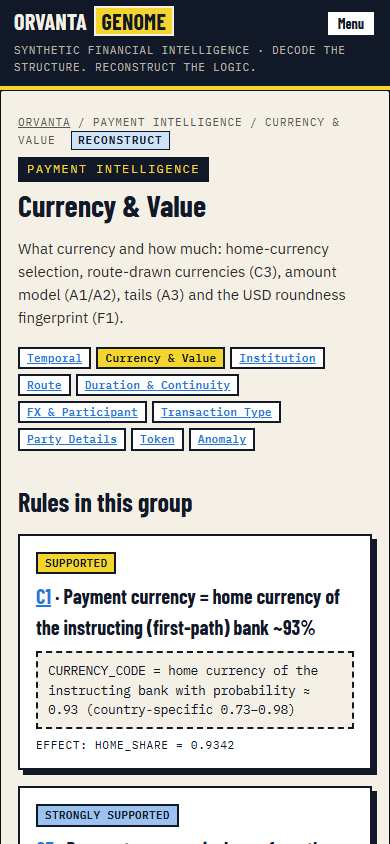 ORVANTA GENOME Menu
SYNTHETIC FINANCIAL INTELLIGENCE · DECODE THE
STRUCTURE. RECONSTRUCT THE LOGIC.
ORVANTA / PAYMENT INTELLIGENCE / CURRENCY &
VALUE RECONSTRUCT
PAYMENT INTELLIGENCE
Currency & Value
What currency and how much: home-currency
selection, route-drawn currencies (C3), amount
model (A1/A2), tails (A3) and the USD roundness
fingerprint (F1).
Temporal Currency & Value Institution
Route Duration & Continuity
FX & Participant Transaction Type
Party Details Token Anomaly
Rules in this group
SUPPORTED
C1 · Payment currency = home currency of
the instructing (first-path) bank ~93%
CURRENCY_CODE = home currency of the
instructing bank with probability ≈
0.93 (country-specific 0.73–0.98)
EFFECT: HOME_SHARE = 0.9342
STRONGLY SUPPORTED